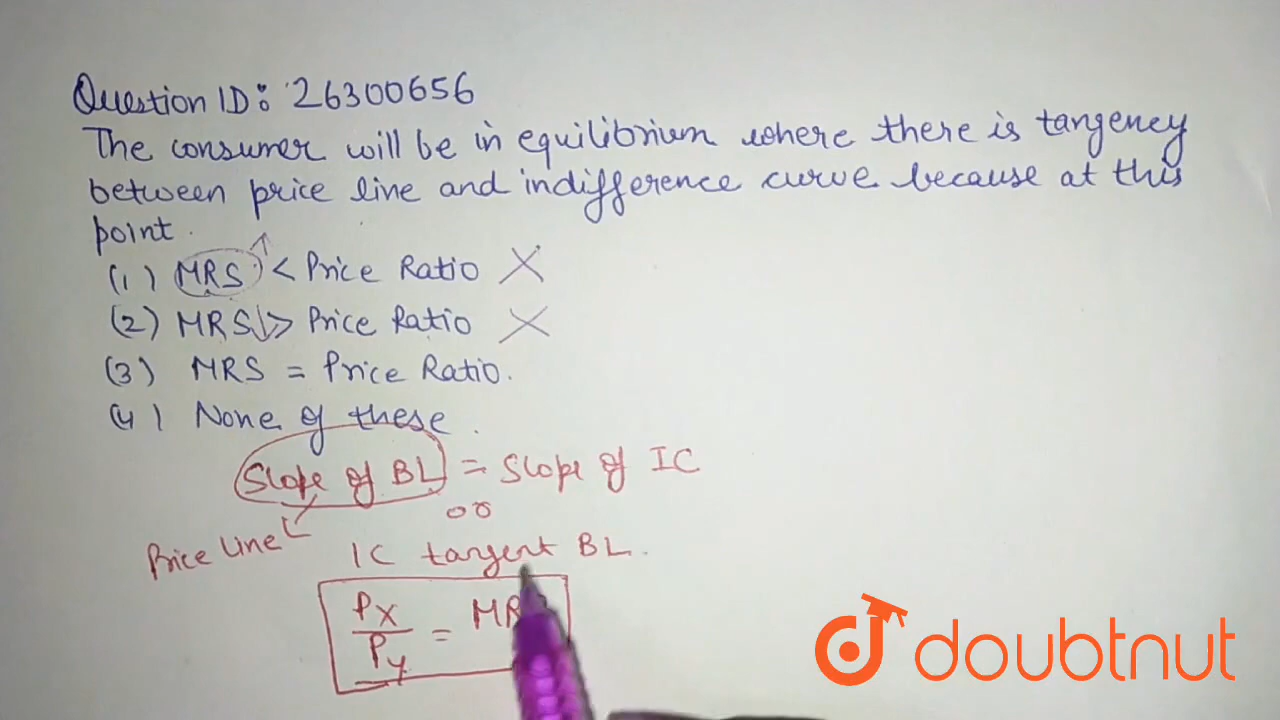 Question ID: 26300656
The consumer will be in equilibrium where there is tangency
between price line and indifference curve because at this
point.
(1) MRS < Price Ratio X
(2) MRS > Price Ratio X
(3) MRS = Price Ratio.
(4) None of these.
Slope of BL = Slope of IC
or
Price Line
IC tangent BL.
Px/Py = MR
doubtnut